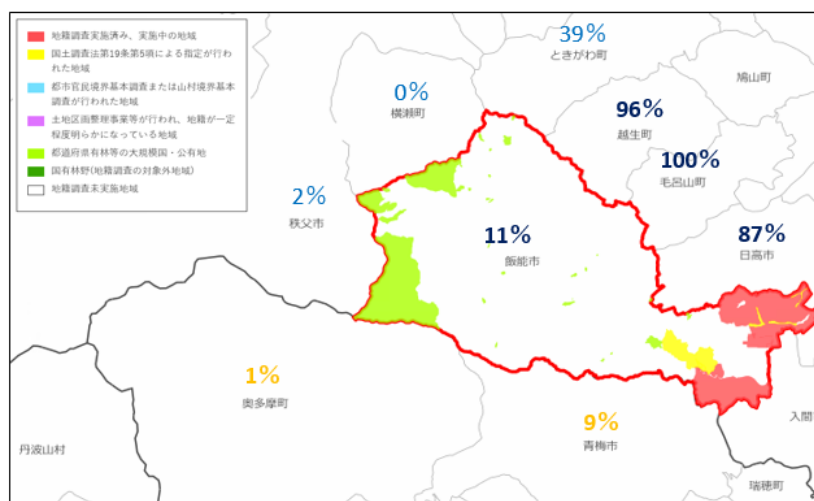 地籍調査実施済み、実施中の地域
国土調査法第19条第5項による指定が行わ
れた地域
都市官民境界基本調査または山村境界基本
調査が行われた地域
土地区画整理事業等が行われ、地籍が一定
程度明らかになっている地域
都道府県有林等の大規模国・公有地
国有林野(地籍調査の対象外地域)
地籍調査未実施地域
39%
ときがわ町
鳩山町
0%
横瀬町
96%
越生町
100%
毛呂山町
2%
秩父市
11%
飯能市
87%
日高市
1%
奥多摩町
9%
青梅市
入間
丹波山村
瑞穂町